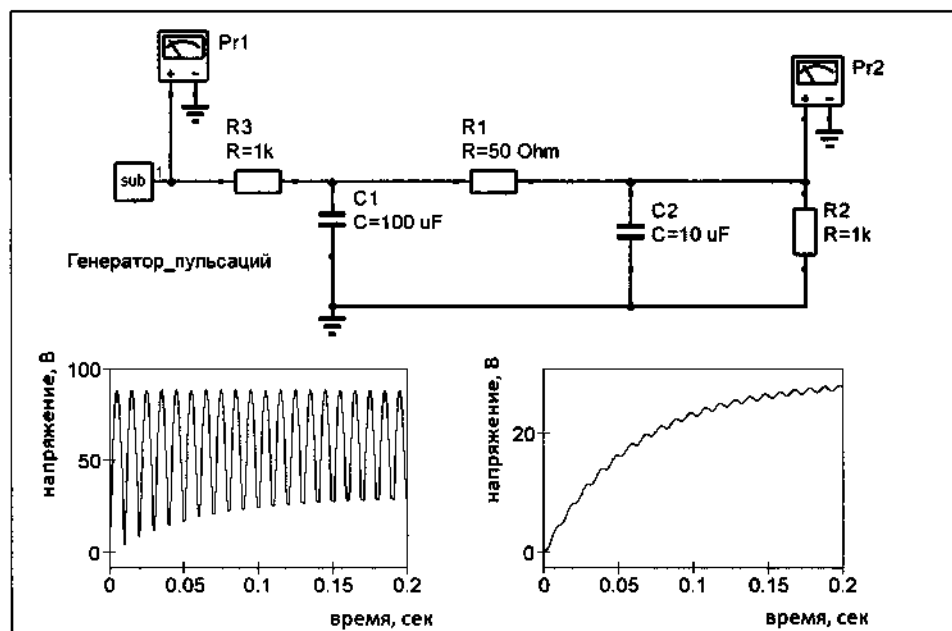 Pr1
+ -
Pr2
+ -
R3
R=1k
R1
R=50 Ohm
sub
1
C1
C=100 uF
C2
C=10 uF
R2
R=1k
Генератор_пульсаций
напряжение, В
100
50
0
0 0.05 0.1 0.15 0.2
время, сек
напряжение, В
20
0
0 0.05 0.1 0.15 0.2
время, сек